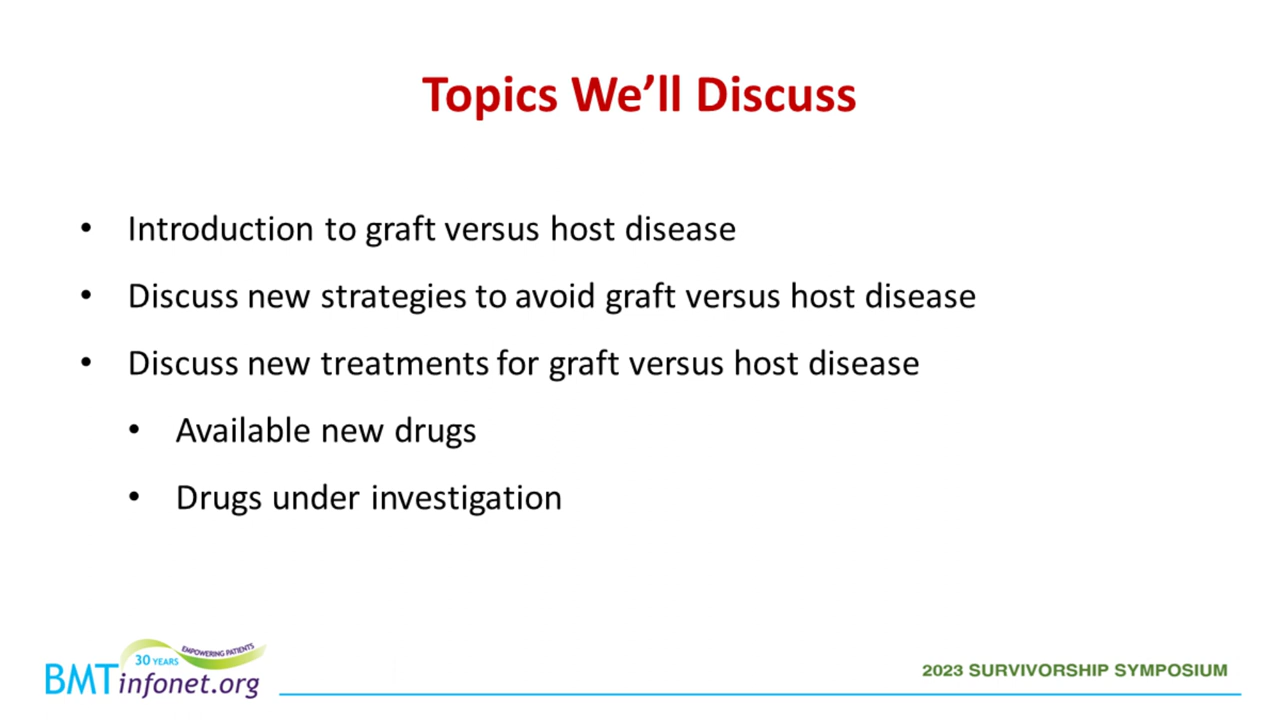 Topics We’ll Discuss
• Introduction to graft versus host disease
• Discuss new strategies to avoid graft versus host disease
• Discuss new treatments for graft versus host disease
• Available new drugs
• Drugs under investigation
30 YEARS
EMPOWERING PATIENTS
BMTinfonet.org
2023 SURVIVORSHIP SYMPOSIUM